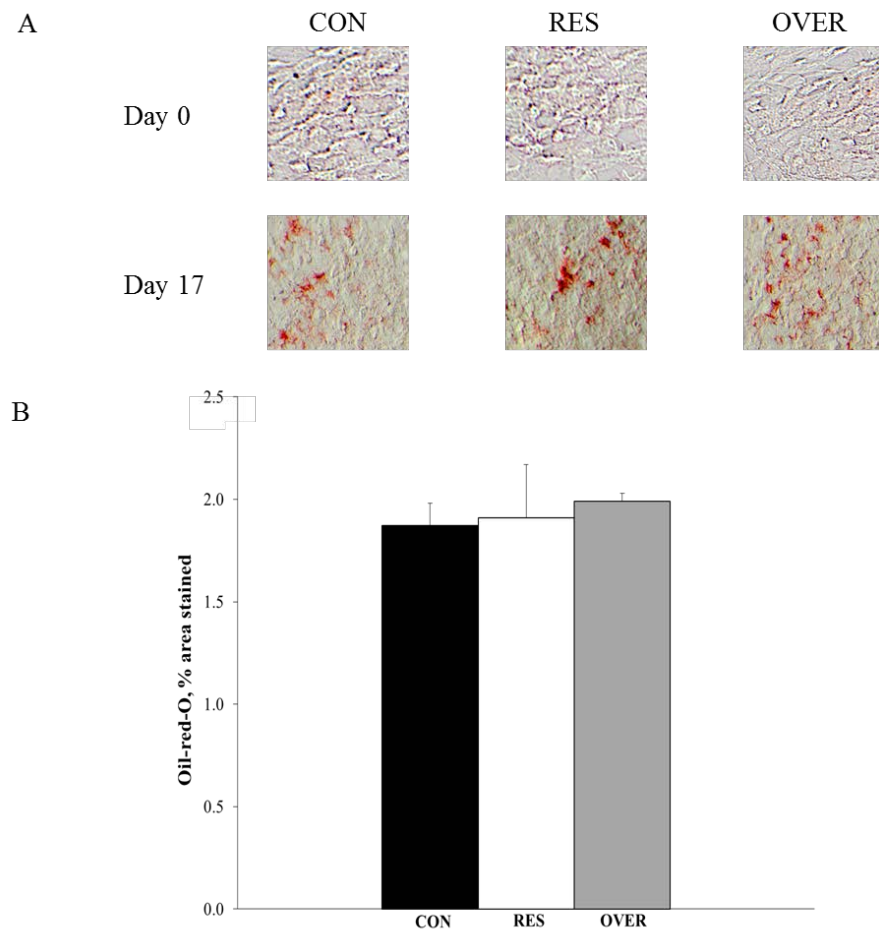 A
CON RES OVER
Day 0
Day 17
B
2.5
2.0
1.5
1.0
0.5
0.0
Oil-red-O, % area stained
CON RES OVER